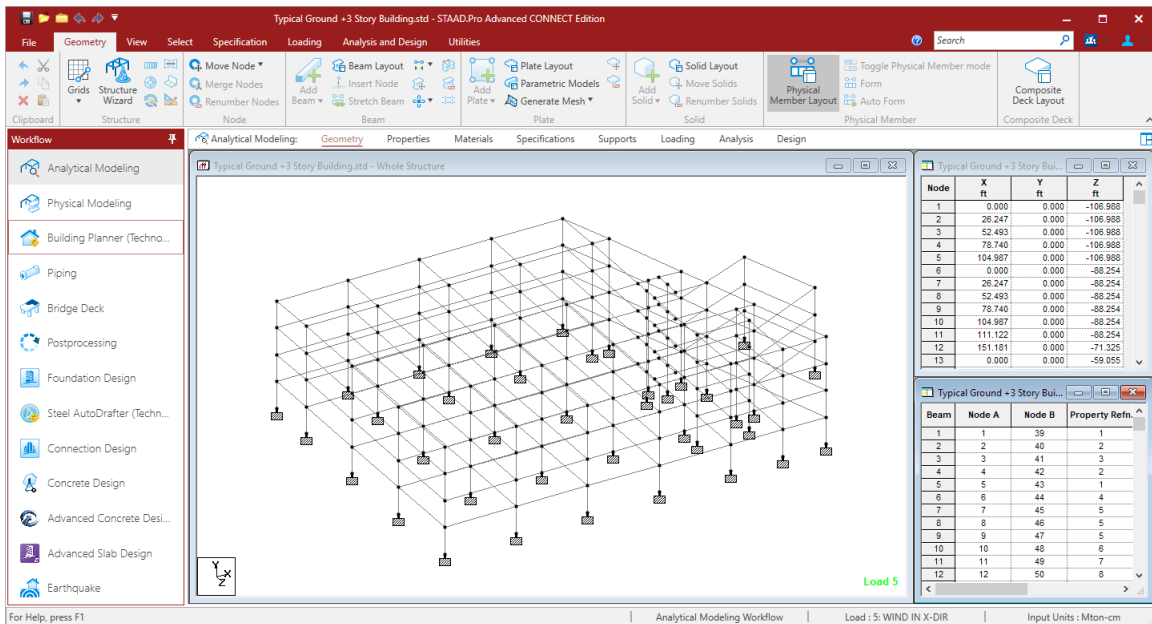 Typical Ground +3 Story Building.std - STAAD.Pro Advanced CONNECT Edition
File Geometry View Select Specification Loading Analysis and Design Utilities Search
Move Node Beam Layout Plate Layout Solid Layout Toggle Physical Member mode
Merge Nodes Insert Node Parametric Models Move Solids Form
Renumber Nodes Stretch Beam Generate Mesh Renumber Solids Auto Form
Grids Structure Wizard Add Beam Add Plate Add Solid Physical Member Layout Composite Deck Layout
Clipboard Structure Node Beam Plate Solid Physical Member Composite Deck
Workflow
Analytical Modeling
Physical Modeling
Building Planner (Techno...
Piping
Bridge Deck
Postprocessing
Foundation Design
Steel AutoDrafter (Techn...
Connection Design
Concrete Design
Advanced Concrete Desi...
Advanced Slab Design
Earthquake
Analytical Modeling: Geometry Properties Materials Specifications Supports Loading Analysis Design
Typical Ground +3 Story Building.std - Whole Structure
Y
X
Z
Load 5
Typical Ground +3 Story Bui...
Node X ft Y ft Z ft
1 0.000 0.000 -106.988
2 26.247 0.000 -106.988
3 52.493 0.000 -106.988
4 78.740 0.000 -106.988
5 104.987 0.000 -106.988
6 0.000 0.000 -88.254
7 26.247 0.000 -88.254
8 52.493 0.000 -88.254
9 78.740 0.000 -88.254
10 104.987 0.000 -88.254
11 111.122 0.000 -88.254
12 151.181 0.000 -71.325
13 0.000 0.000 -59.055
Typical Ground +3 Story Bui...
Beam Node A Node B Property Refn.
1 1 39 1
2 2 40 2
3 3 41 3
4 4 42 2
5 5 43 1
6 6 44 4
7 7 45 5
8 8 46 5
9 9 47 5
10 10 48 6
11 11 49 7
12 12 50 8
For Help, press F1 Analytical Modeling Workflow Load : 5: WIND IN X-DIR Input Units : Mton-cm